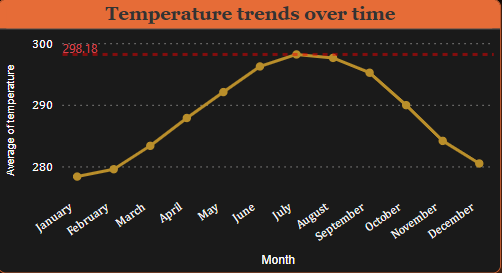 Temperature trends over time
Average of temperature
300
298.18
290
280
January
February
March
April
May
June
July
August
September
October
November
December
Month